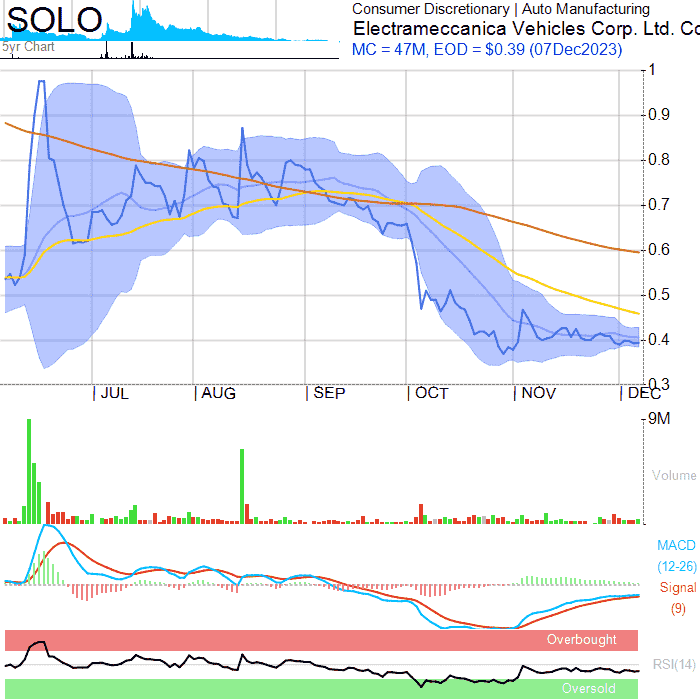 SOLO
5yr Chart
Consumer Discretionary | Auto Manufacturing
Electrameccanica Vehicles Corp. Ltd. Co
MC = 47M, EOD = $0.39 (07Dec2023)
1
0.9
0.8
0.7
0.6
0.5
0.4
0.3
JUL AUG SEP OCT NOV DEC
9M
Volume
MACD
(12-26)
Signal
(9)
Overbought
RSI(14)
Oversold